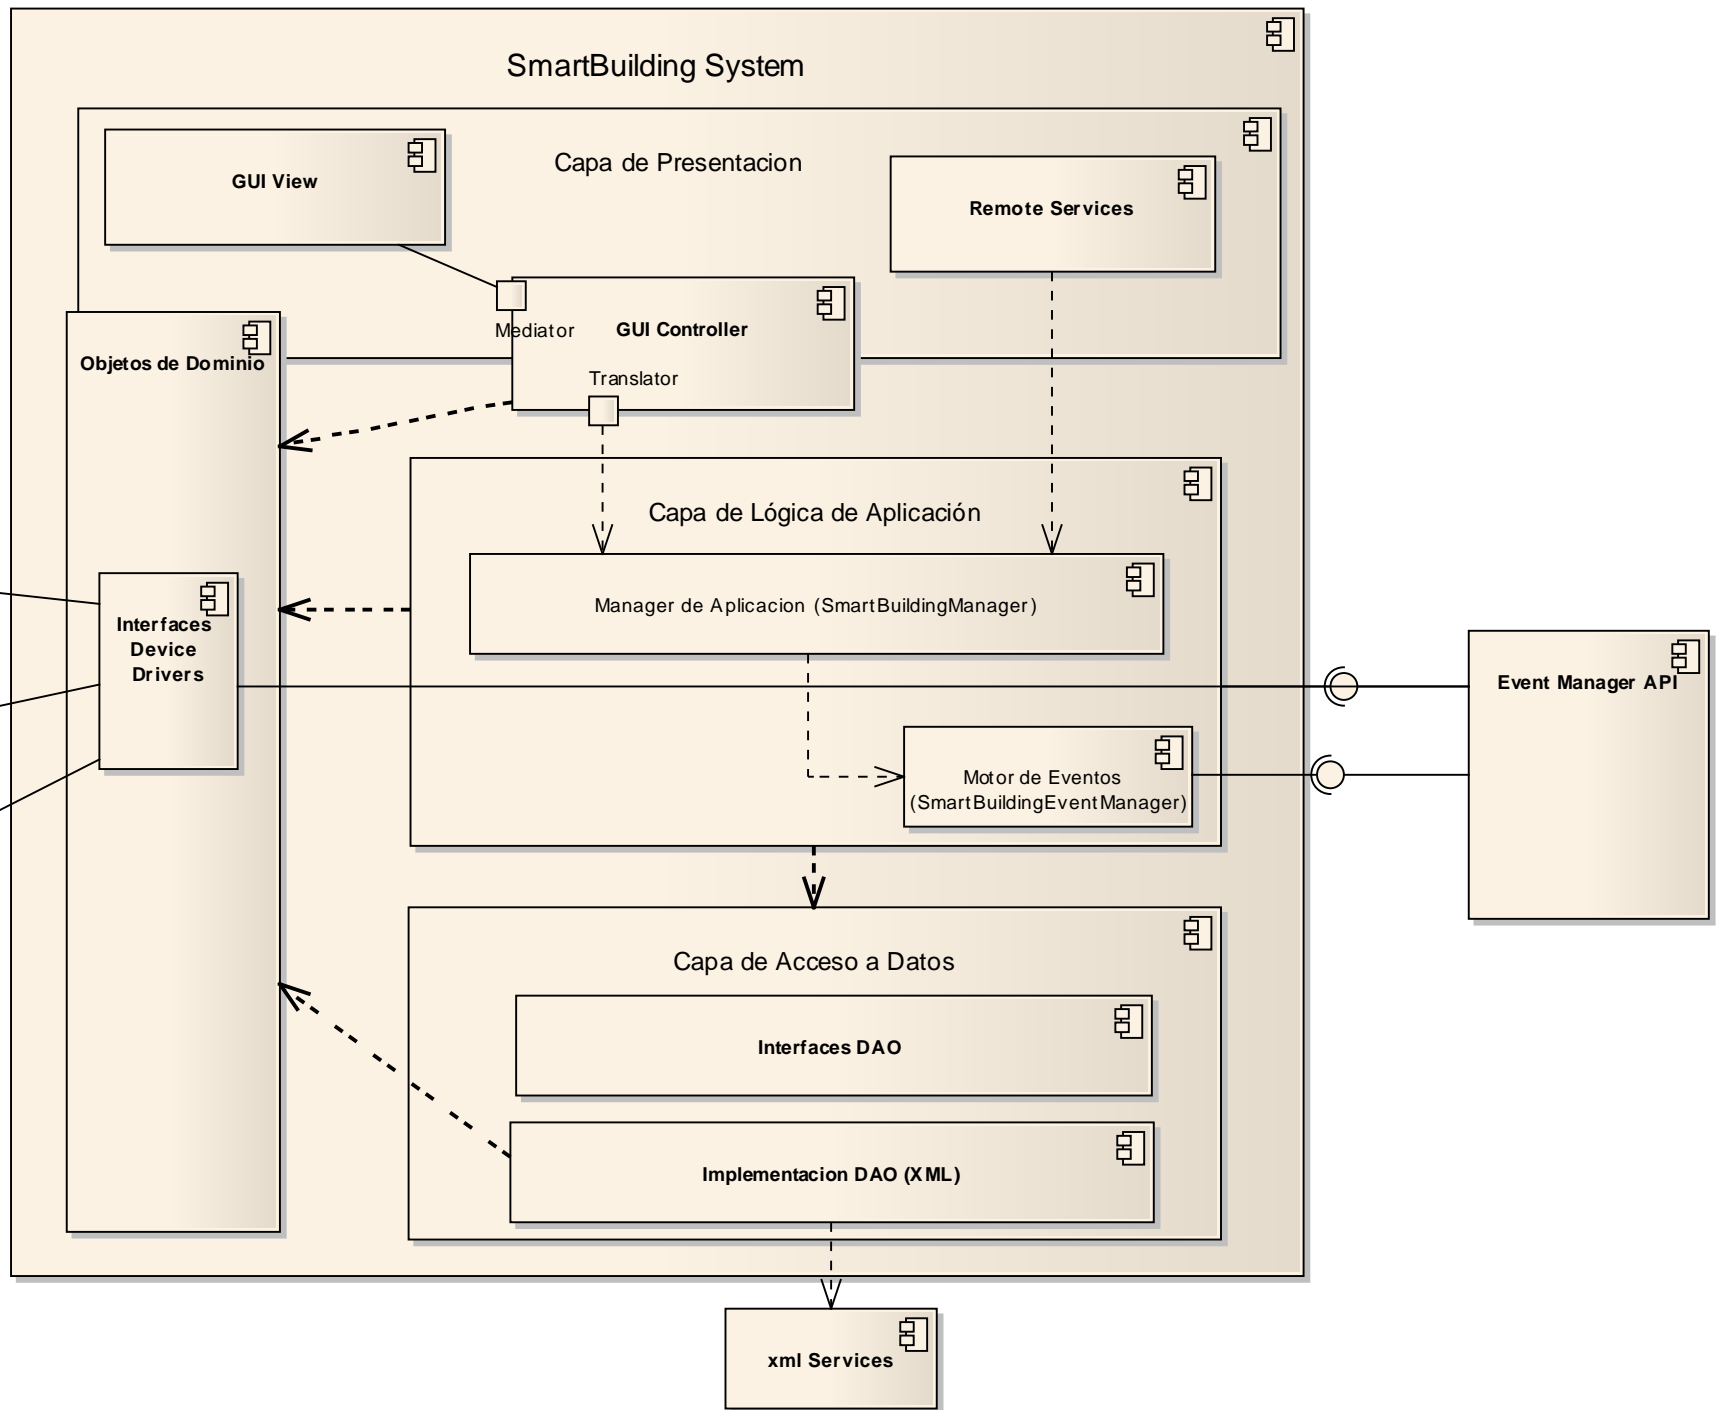 SmartBuilding System
GUI View
Capa de Presentacion
Remote Services
Mediator
GUI Controller
Translator
Objetos de Dominio
Capa de Lógica de Aplicación
Manager de Aplicacion (SmartBuildingManager)
Interfaces
Device
Drivers
Event Manager API
Motor de Eventos
(SmartBuildingEventManager)
Capa de Acceso a Datos
Interfaces DAO
Implementacion DAO (XML)
xml Services